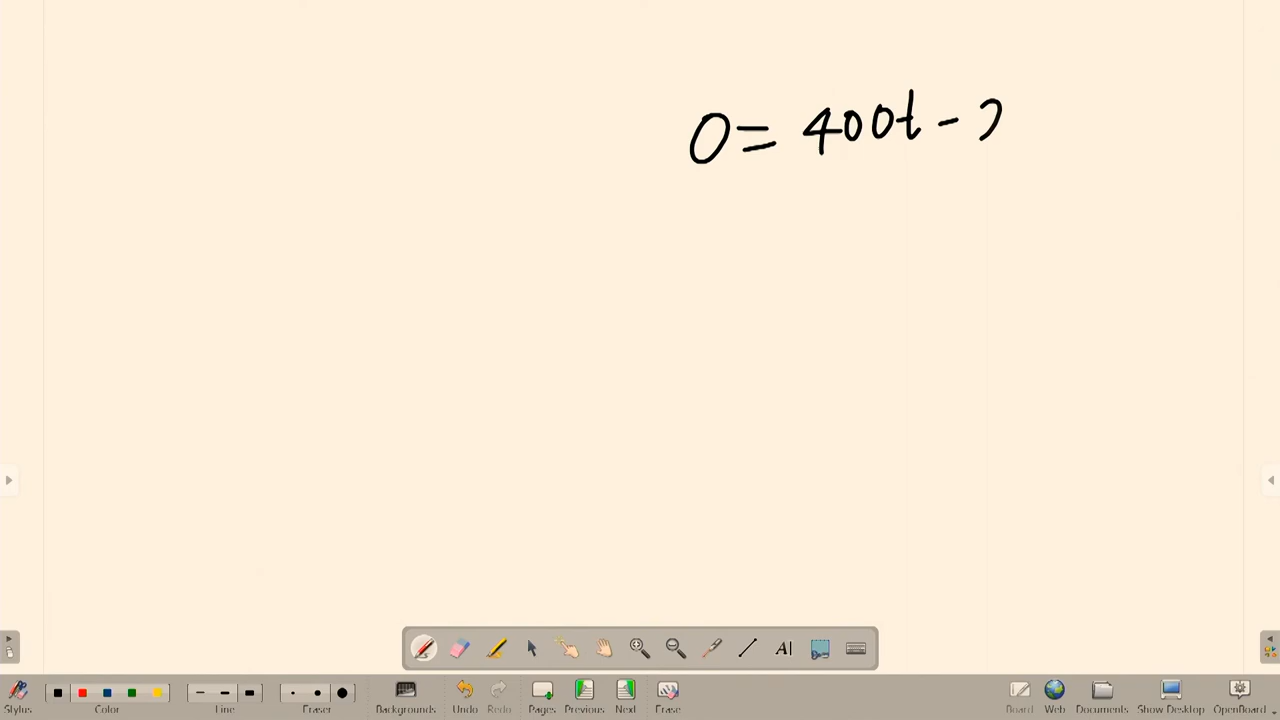 0 = 400t -
Stylus
Color
Line
Eraser
Backgrounds
Undo
Redo
Pages
Previous
Next
Erase
Board
Web
Documents
Show Desktop
OpenBoard